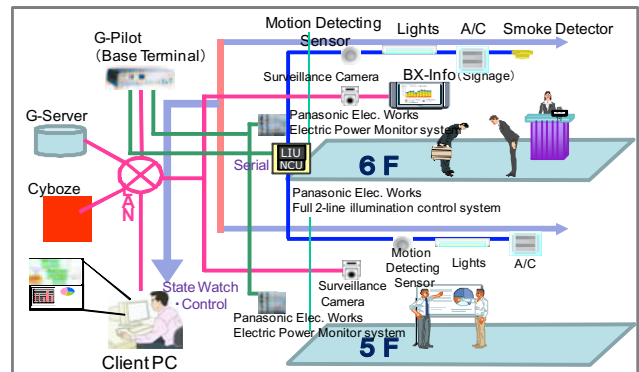 Motion Detecting
Sensor
Lights
A/C
Smoke Detector
G-Pilot
(Base Terminal)
Surveillance Camera
BX-Info(Signage)
G-Server
Panasonic Elec. Works
Electric Power Monitor system
Serial
LIU
NCU
6 F
Cyboze
LAN
Panasonic Elec. Works
Full 2-line illumination control system
Motion
Detecting
Sensor
Lights
A/C
State Watch
・Control
Surveillance
Camera
Panasonic Elec. Works
Electric Power Monitor system
5 F
Client PC